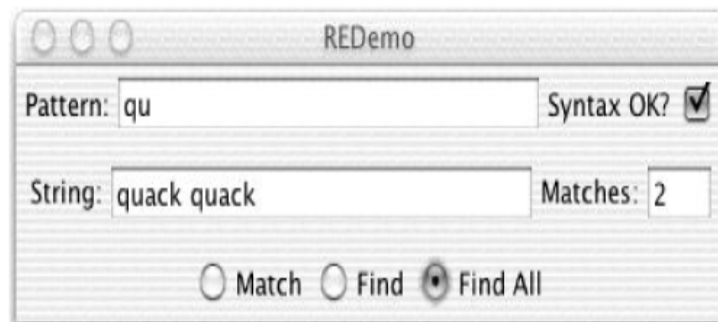 REDemo
Pattern: qu Syntax OK?
String: quack quack Matches: 2
Match Find Find All